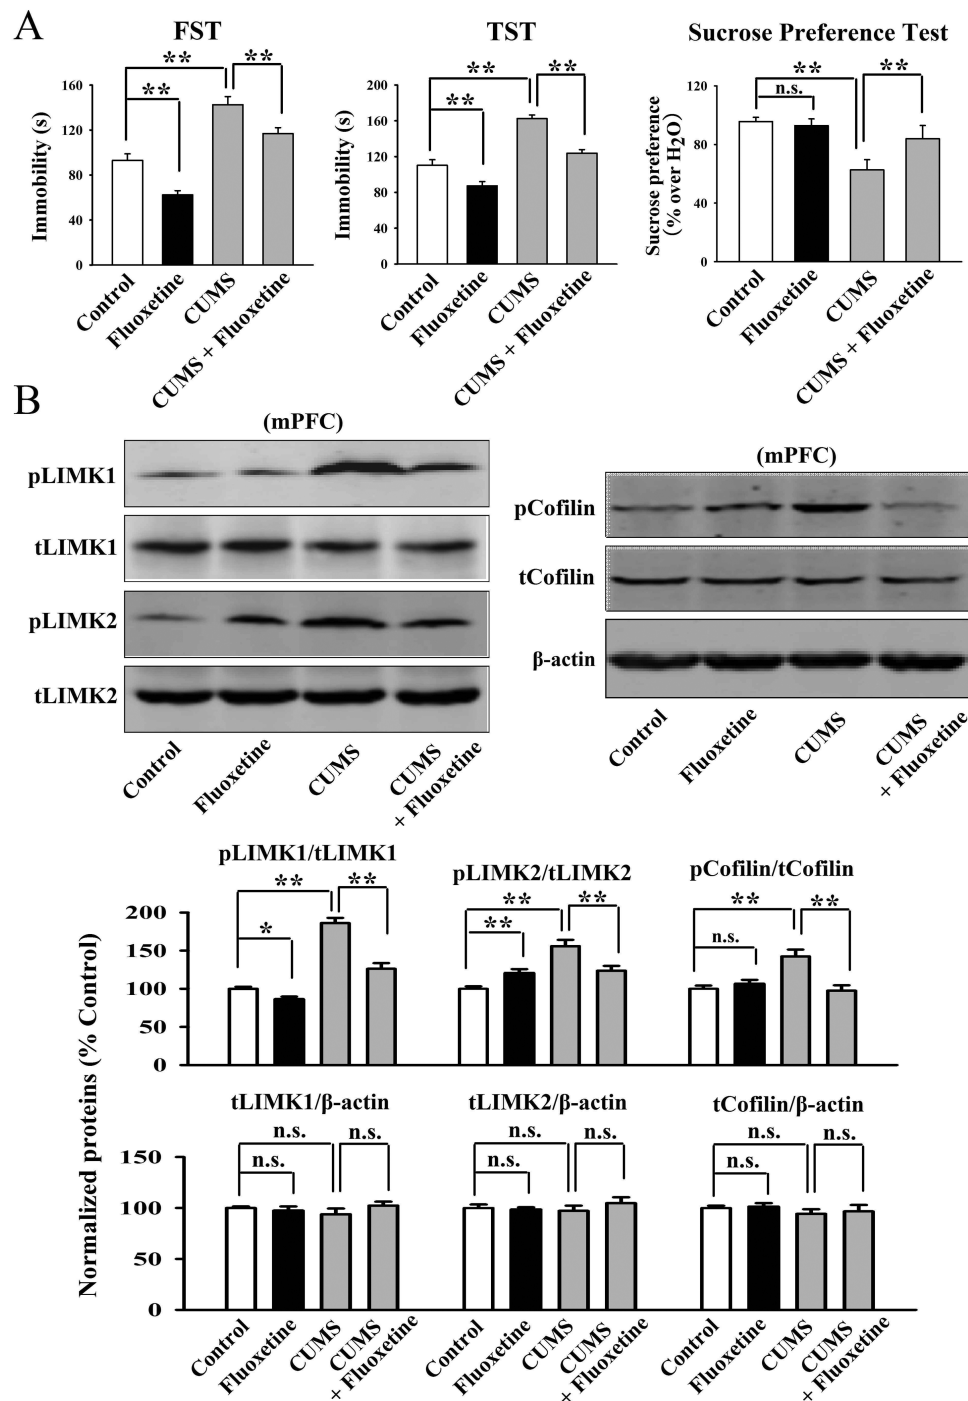 A
FST
TST
Sucrose Preference Test
** **
**
160
120
80
40
0
Immobility (s)
Control
Fluoxetine
CUMS
CUMS + Fluoxetine
** **
**
200
160
120
80
40
0
Immobility (s)
Control
Fluoxetine
CUMS
CUMS + Fluoxetine
** **
n.s.
120
80
40
0
Sucrose preference
(% over H2O)
Control
Fluoxetine
CUMS
CUMS + Fluoxetine
B
(mPFC)
pLIMK1
tLIMK1
pLIMK2
tLIMK2
Control
Fluoxetine
CUMS
CUMS
+ Fluoxetine
(mPFC)
pCofilin
tCofilin
β-actin
Control
Fluoxetine
CUMS
CUMS
+ Fluoxetine
Normalized proteins (% Control)
pLIMK1/tLIMK1
pLIMK2/tLIMK2
pCofilin/tCofilin
** **
*
** **
**
** **
n.s.
200
150
100
50
0
tLIMK1/β-actin
tLIMK2/β-actin
tCofilin/β-actin
n.s. n.s.
n.s.
n.s. n.s.
n.s.
n.s. n.s.
n.s.
150
100
50
0
Control
Fluoxetine
CUMS
CUMS
+ Fluoxetine
Control
Fluoxetine
CUMS
CUMS
+ Fluoxetine
Control
Fluoxetine
CUMS
CUMS
+ Fluoxetine